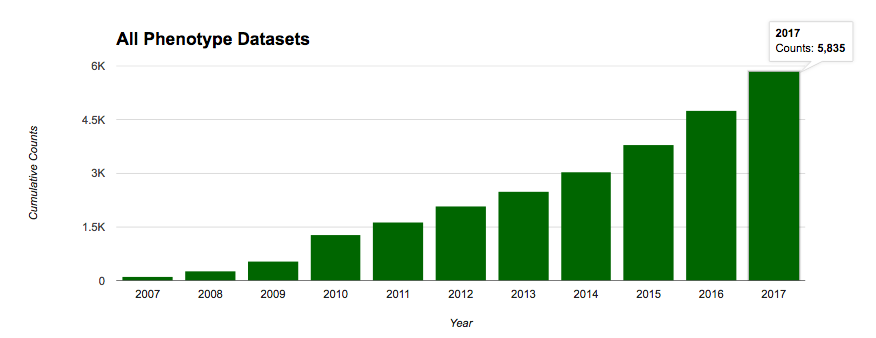 All Phenotype Datasets
2017
Counts: 5,835
6K
4.5K
3K
1.5K
0
Cumulative Counts
2007 2008 2009 2010 2011 2012 2013 2014 2015 2016 2017
Year